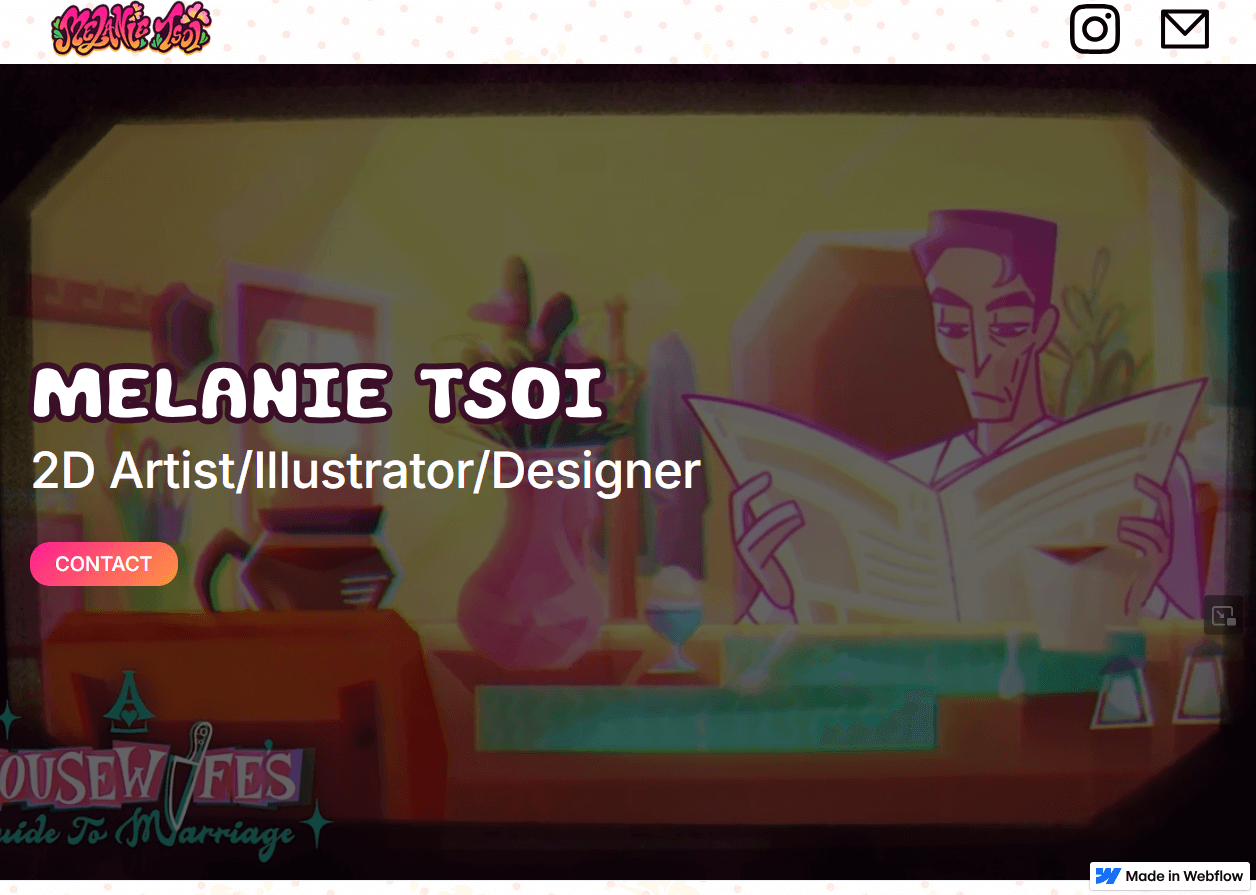 MELANIE TSOI
MELANIE TSOI
2D Artist/Illustrator/Designer
CONTACT
A
OUSEWIFE'S
uide To Marriage
Made in Webflow